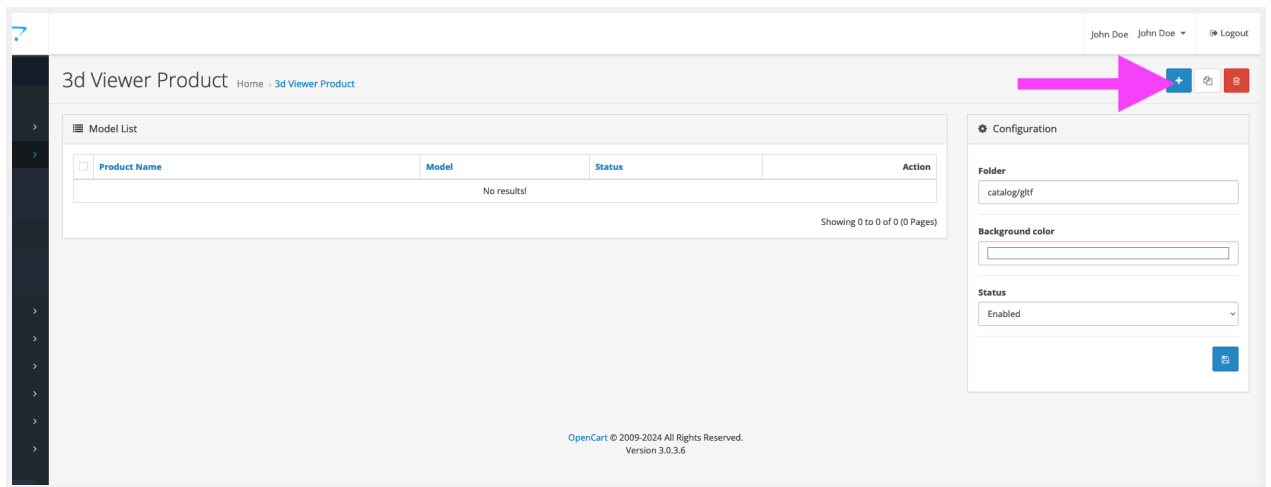 John Doe John Doe Logout
3d Viewer Product Home › 3d Viewer Product
Model List
Product Name Model Status Action
No results!
Showing 0 to 0 of 0 (0 Pages)
Configuration
Folder
catalog/gltf
Background color
Status
Enabled
OpenCart © 2009-2024 All Rights Reserved.
Version 3.0.3.6